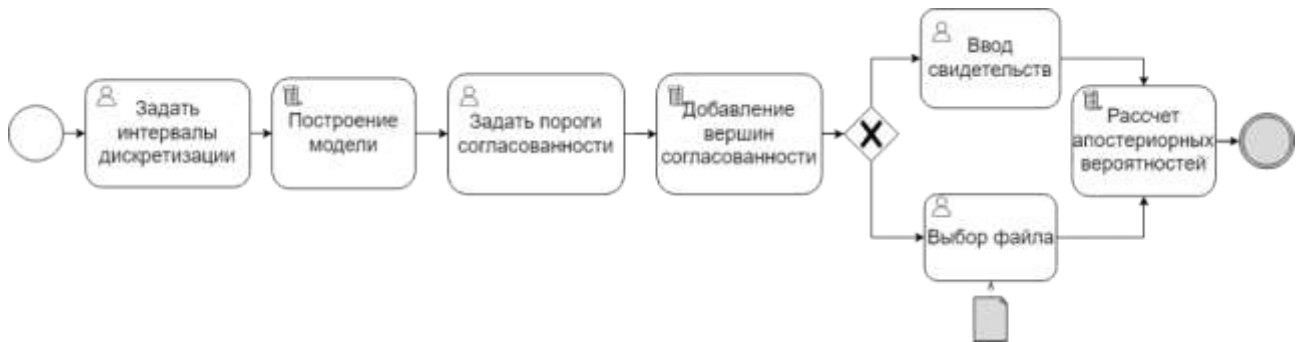 Задать
интервалы
дискретизации
Построение
модели
Задать пороги
согласованности
Добавление
вершин
согласованности
Ввод
свидетельств
Выбор файла
Рассчет
апостериорных
вероятностей